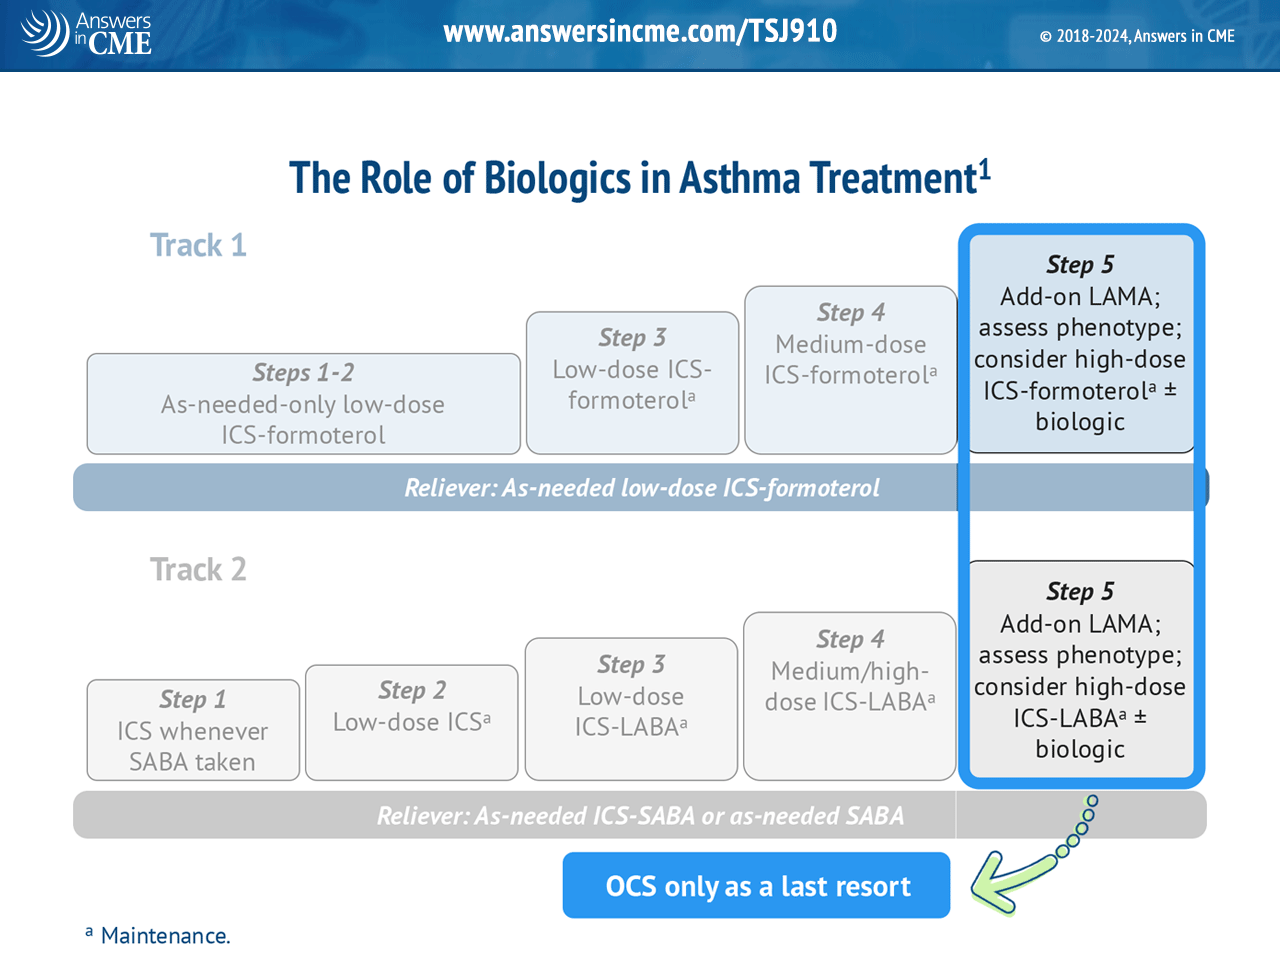 Answers
in CME
www.answersincme.com/TSJ910
© 2018-2024, Answers in CME
The Role of Biologics in Asthma Treatment¹
Track 1
Steps 1-2
As-needed-only low-dose
ICS-formoterol
Step 3
Low-dose ICS-
formoterolᵃ
Step 4
Medium-dose
ICS-formoterolᵃ
Step 5
Add-on LAMA;
assess phenotype;
consider high-dose
ICS-formoterolᵃ ±
biologic
Reliever: As-needed low-dose ICS-formoterol
Track 2
Step 1
ICS whenever
SABA taken
Step 2
Low-dose ICSᵃ
Step 3
Low-dose
ICS-LABAᵃ
Step 4
Medium/high-
dose ICS-LABAᵃ
Step 5
Add-on LAMA;
assess phenotype;
consider high-dose
ICS-LABAᵃ ±
biologic
Reliever: As-needed ICS-SABA or as-needed SABA
OCS only as a last resort
ᵃ Maintenance.